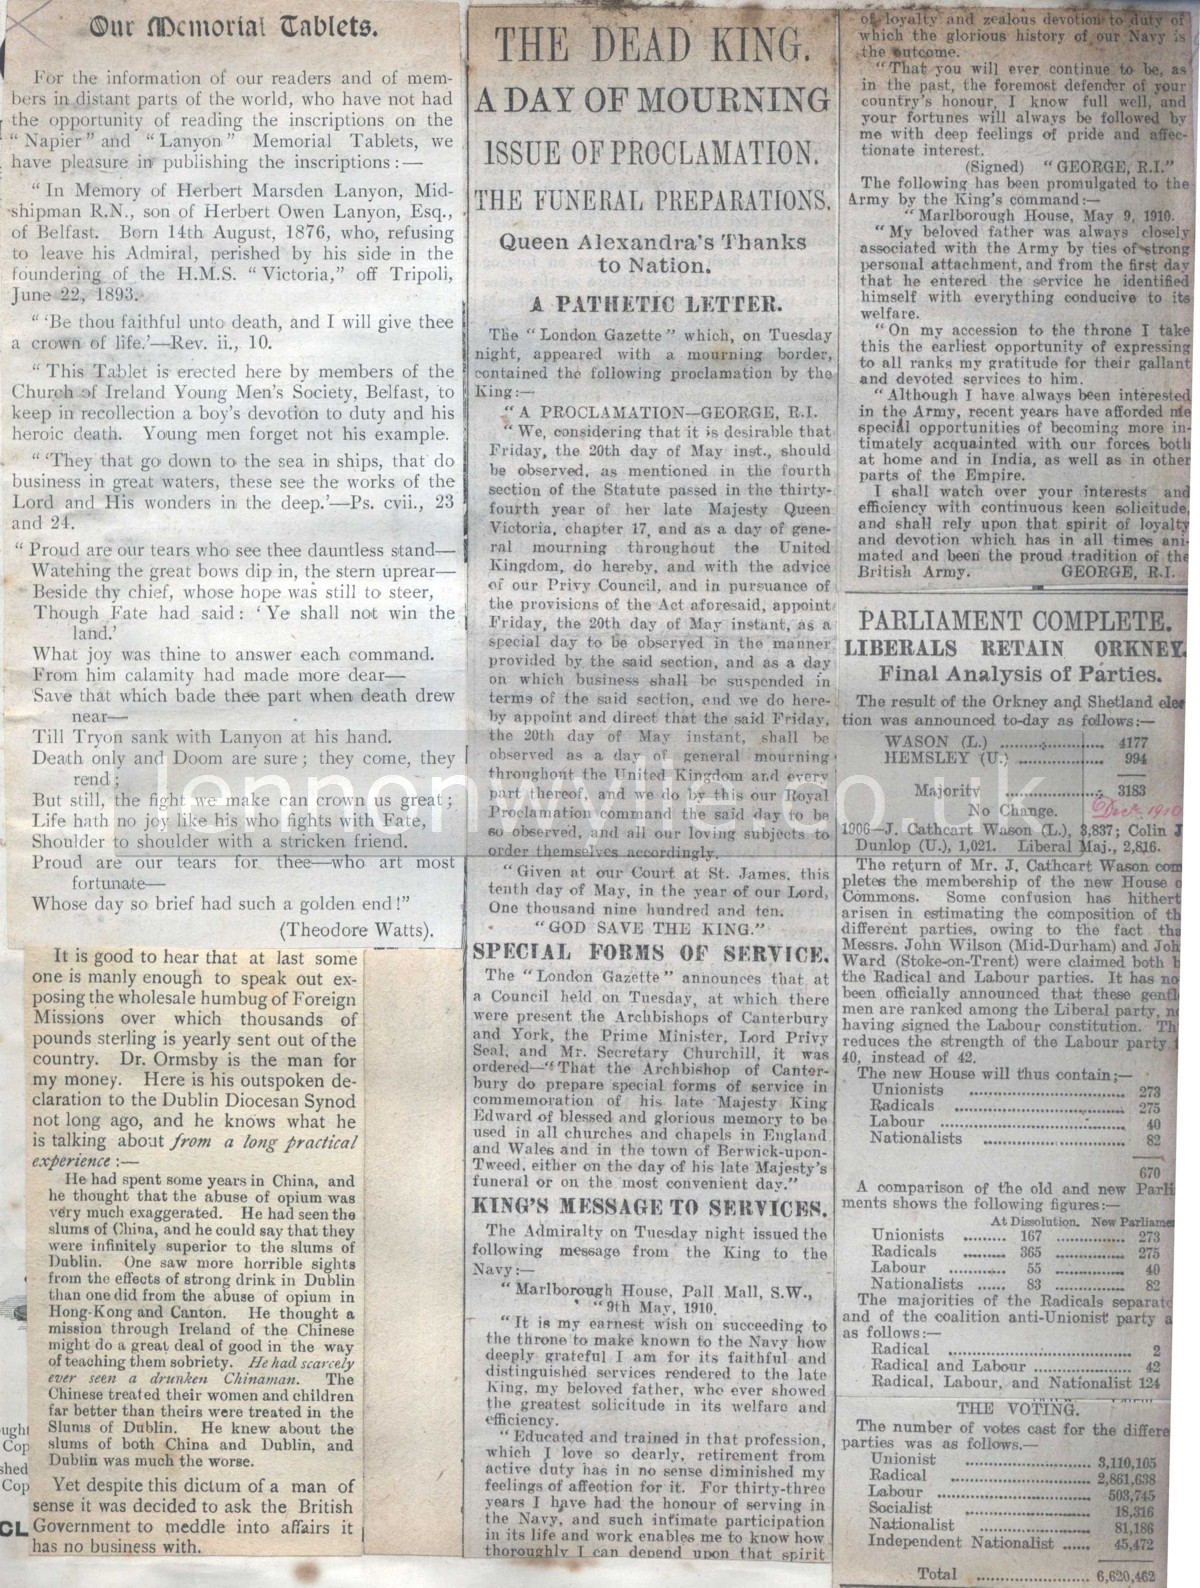 Our Memorial Tablets.
For the information of our readers and of mem-
bers in distant parts of the world, who have not had
the opportunity of reading the inscriptions on the
"Napier" and "Lanyon" Memorial Tablets, we
have pleasure in publishing the inscriptions:—
"In Memory of Herbert Marsden Lanyon, Mid-
shipman R.N., son of Herbert Owen Lanyon, Esq.,
of Belfast. Born 14th August, 1876, who, refusing
to leave his Admiral, perished by his side in the
foundering of the H.M.S. "Victoria," off Tripoli,
June 22, 1893.
"'Be thou faithful unto death, and I will give thee
a crown of life.'—Rev. ii., 10.
"This Tablet is erected here by members of the
Church of Ireland Young Men's Society, Belfast, to
keep in recollection a boy's devotion to duty and his
heroic death. Young men forget not his example.
"'They that go down to the sea in ships, that do
business in great waters, these see the works of the
Lord and His wonders in the deep.'—Ps. cvii., 23
and 24.
"Proud are our tears who see thee dauntless stand—
Watching the great bows dip in, the stern uprear—
Beside thy chief, whose hope was still to steer,
Though Fate had said: 'Ye shall not win the
land.'
What joy was thine to answer each command.
From him calamity had made more dear—
Save that which bade thee part when death drew
near—
Till Tryon sank with Lanyon at his hand.
Death only and Doom are sure; they come, they
rend;
But still, the fight we make can crown us great;
Life hath no joy like his who fights with Fate,
Shoulder to shoulder with a stricken friend.
Proud are our tears for thee—who art most
fortunate—
Whose day so brief had such a golden end!"
(Theodore Watts).
It is good to hear that at last some
one is manly enough to speak out ex-
posing the wholesale humbug of Foreign
Missions over which thousands of
pounds sterling is yearly sent out of the
country. Dr. Ormsby is the man for
my money. Here is his outspoken de-
claration to the Dublin Diocesan Synod
not long ago, and he knows what he
is talking about from a long practical
experience:—
He had spent some years in China, and
he thought that the abuse of opium was
very much exaggerated. He had seen the
slums of China, and he could say that they
were infinitely superior to the slums of
Dublin. One saw more horrible sights
from the effects of strong drink in Dublin
than one did from the abuse of opium in
Hong-Kong and Canton. He thought a
mission through Ireland of the Chinese
might do a great deal of good in the way
of teaching them sobriety. He had scarcely
ever seen a drunken Chinaman. The
Chinese treated their women and children
far better than theirs were treated in the
Slums of Dublin. He knew about the
slums of both China and Dublin, and
Dublin was much the worse.
Yet despite this dictum of a man of
sense it was decided to ask the British
Government to meddle into affairs it
has no business with.
ught
Cop
shed
Cop
CL
THE DEAD KING.
A DAY OF MOURNING
ISSUE OF PROCLAMATION.
THE FUNERAL PREPARATIONS.
Queen Alexandra's Thanks
to Nation.
A PATHETIC LETTER.
The "London Gazette" which, on Tuesday
night, appeared with a mourning border,
contained the following proclamation by the
King:—
"A PROCLAMATION—GEORGE, R.I.
"We, considering that it is desirable that
Friday, the 20th day of May inst., should
be observed, as mentioned in the fourth
section of the Statute passed in the thirty-
fourth year of her late Majesty Queen
Victoria, chapter 17, and as a day of gene-
ral mourning throughout the United
Kingdom, do hereby, and with the advice
of our Privy Council, and in pursuance of
the provisions of the Act aforesaid, appoint
Friday, the 20th day of May instant, as a
special day to be observed in the manner
provided by the said section, and as a day
on which business shall be suspended in
terms of the said section, and we do here-
by appoint and direct that the said Friday,
the 20th day of May instant, shall be
observed as a day of general mourning
throughout the United Kingdom and every
part thereof, and we do by this our Royal
Proclamation command the said day to be
so observed, and all our loving subjects to
order themselves accordingly.
"Given at our Court at St. James, this
tenth day of May, in the year of our Lord,
One thousand nine hundred and ten.
"GOD SAVE THE KING."
SPECIAL FORMS OF SERVICE.
The "London Gazette" announces that at
a Council held on Tuesday, at which there
were present the Archbishops of Canterbury
and York, the Prime Minister, Lord Privy
Seal, and Mr. Secretary Churchill, it was
ordered—"That the Archbishop of Canter-
bury do prepare special forms of service in
commemoration of his late Majesty King
Edward of blessed and glorious memory to be
used in all churches and chapels in England
and Wales and in the town of Berwick-upon-
Tweed, either on the day of his late Majesty's
funeral or on the most convenient day."
KING'S MESSAGE TO SERVICES.
The Admiralty on Tuesday night issued the
following message from the King to the
Navy:—
"Marlborough House, Pall Mall, S.W.,
"9th May, 1910.
"It is my earnest wish on succeeding to
the throne to make known to the Navy how
deeply grateful I am for its faithful and
distinguished services rendered to the late
King, my beloved father, who ever showed
the greatest solicitude in its welfare and
efficiency.
"Educated and trained in that profession,
which I love so dearly, retirement from
active duty has in no sense diminished my
feelings of affection for it. For thirty-three
years I have had the honour of serving in
the Navy, and such intimate participation
in its life and work enables me to know how
thoroughly I can depend upon that spirit
of loyalty and zealous devotion to duty of
which the glorious history of our Navy is
the outcome.
"That you will ever continue to be, as
in the past, the foremost defender of your
country's honour, I know full well, and
your fortunes will always be followed by
me with deep feelings of pride and affec-
tionate interest.
(Signed) "GEORGE, R.I."
The following has been promulgated to the
Army by the King's command:—
"Marlborough House, May 9, 1910.
"My beloved father was always closely
associated with the Army by ties of strong
personal attachment, and from the first day
that he entered the service he identified
himself with everything conducive to its
welfare.
"On my accession to the throne I take
this the earliest opportunity of expressing
to all ranks my gratitude for their gallant
and devoted services to him.
"Although I have always been interested
in the Army, recent years have afforded me
special opportunities of becoming more in-
timately acquainted with our forces both
at home and in India, as well as in other
parts of the Empire.
I shall watch over your interests and
efficiency with continuous keen solicitude,
and shall rely upon that spirit of loyalty
and devotion which has in all times ani-
mated and been the proud tradition of the
British Army. GEORGE, R.I.
PARLIAMENT COMPLETE.
LIBERALS RETAIN ORKNEY.
Final Analysis of Parties.
The result of the Orkney and Shetland elec
tion was announced to-day as follows:—
WASON (L.) ........... 4177
HEMSLEY (U.) ........... 994
Majority ........... 3183
No Change. Decr 1910
1906—J. Cathcart Wason (L.), 3,837; Colin J
Dunlop (U.), 1,021. Liberal Maj., 2,816.
The return of Mr. J. Cathcart Wason com
pletes the membership of the new House o
Commons. Some confusion has hithert
arisen in estimating the composition of th
different parties, owing to the fact tha
Messrs. John Wilson (Mid-Durham) and Joh
Ward (Stoke-on-Trent) were claimed both b
the Radical and Labour parties. It has no
been officially announced that these gentl
men are ranked among the Liberal party, n
having signed the Labour constitution. Th
reduces the strength of the Labour party
40, instead of 42.
The new House will thus contain:—
Unionists ........... 273
Radicals ........... 275
Labour ........... 40
Nationalists ........... 82
670
A comparison of the old and new Parli
ments shows the following figures:—
At Dissolution. New Parliamen
Unionists ......... 167 ............ 273
Radicals ......... 365 ............ 275
Labour ......... 55 ............ 40
Nationalists ...... 83 ............ 82
The majorities of the Radicals separate
and of the coalition anti-Unionist party a
as follows:—
Radical ........... 2
Radical and Labour ........... 42
Radical, Labour, and Nationalist 124
THE VOTING.
The number of votes cast for the differe
parties was as follows.—
Unionist ........... 3,110,105
Radical ........... 2,861,638
Labour ........... 503,745
Socialist ........... 18,316
Nationalist ........... 81,186
Independent Nationalist ...... 45,472
Total ........... 6,620,462
lennonwylie.co.uk